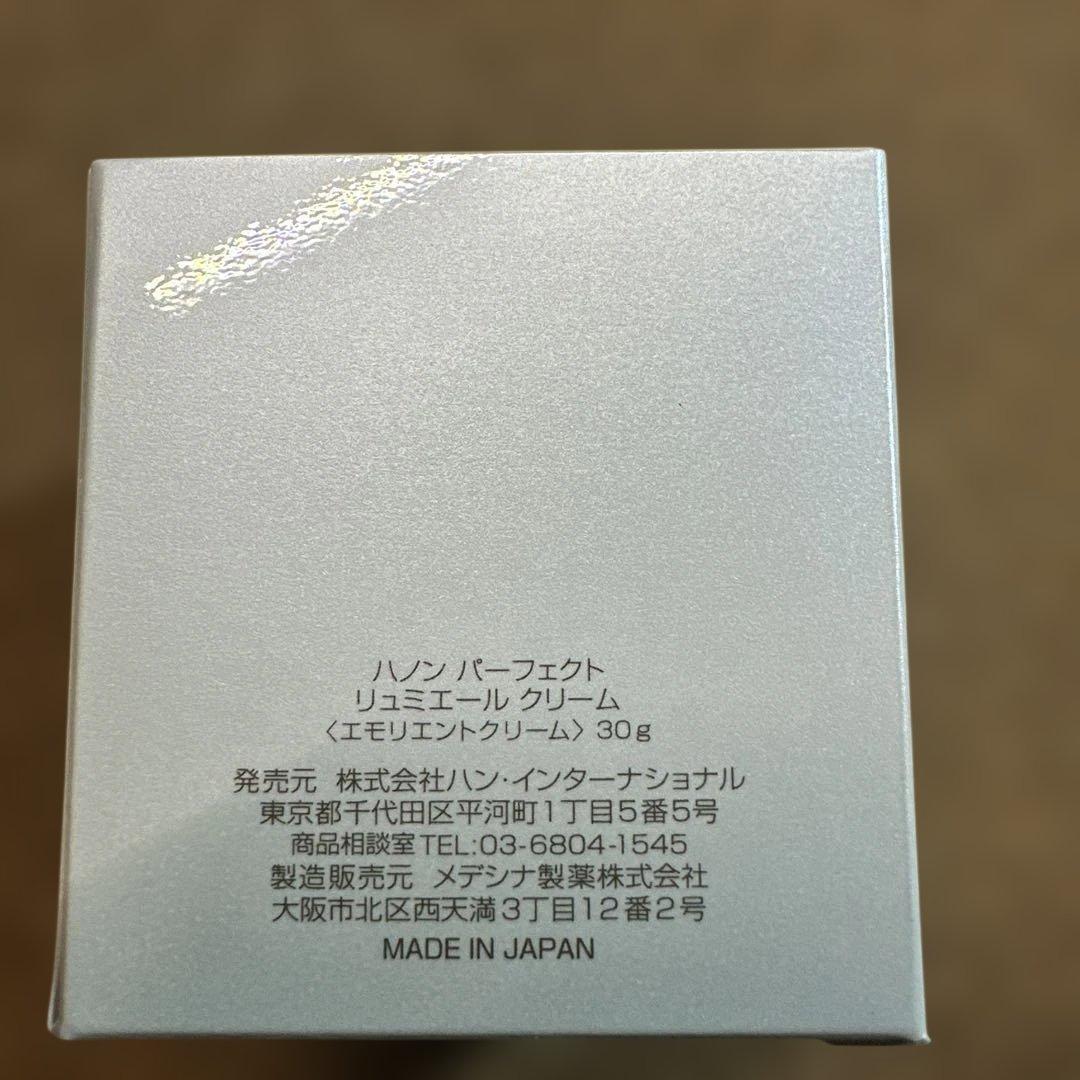 ハノン パーフェクト
リュミエール クリーム
〈エモリエントクリーム〉30g
発売元 株式会社ハン・インターナショナル
東京都千代田区平河町1丁目5番5号
商品相談室TEL:03-6804-1545
製造販売元 メデシナ製薬株式会社
大阪市北区西天満3丁目12番2号
MADE IN JAPAN